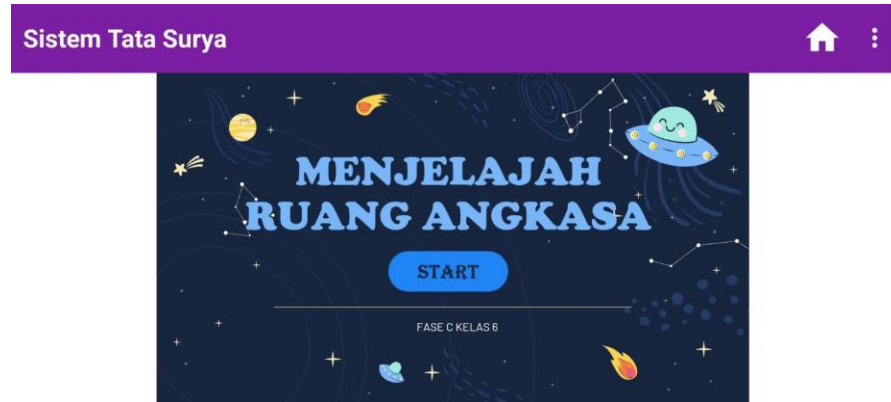 Sistem Tata Surya
MENJELAJAH
RUANG ANGKASA
START
FASE C KELAS 6